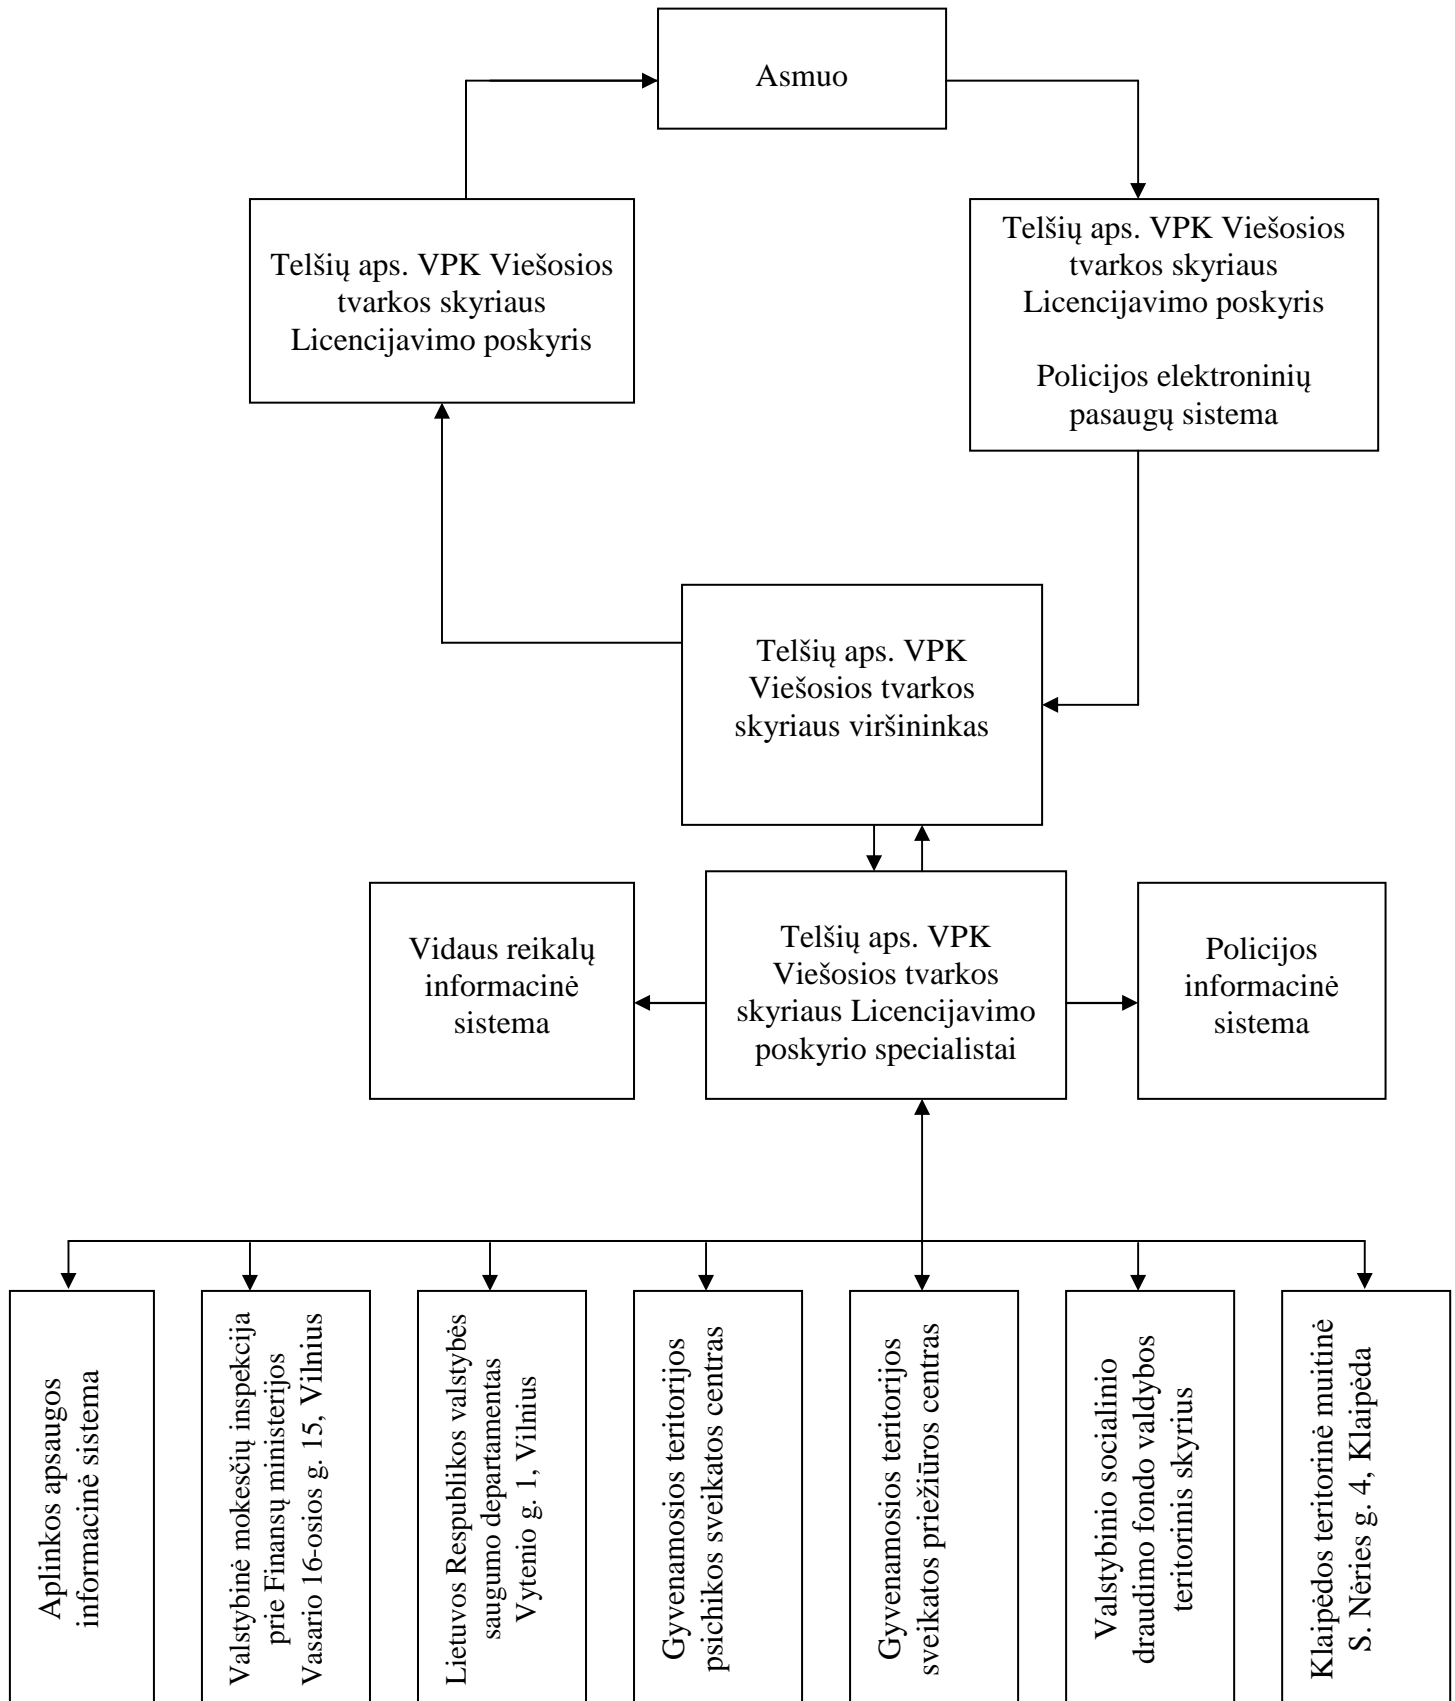 Asmuo
Telšių aps. VPK Viešosios
tvarkos skyriaus
Licencijavimo poskyris
Telšių aps. VPK Viešosios
tvarkos skyriaus
Licencijavimo poskyris
Policijos elektroninių
pasaugų sistema
Telšių aps. VPK
Viešosios tvarkos
skyriaus viršininkas
Vidaus reikalų
informacinė
sistema
Telšių aps. VPK
Viešosios tvarkos
skyriaus Licencijavimo
poskyrio specialistai
Policijos
informacinė
sistema
Aplinkos apsaugos
informacinė sistema
Valstybinė mokesčių inspekcija
prie Finansų ministerijos
Vasario 16-osios g. 15, Vilnius
Lietuvos Respublikos valstybės
saugumo departamentas
Vytenio g. 1, Vilnius
Gyvenamosios teritorijos
psichikos sveikatos centras
Gyvenamosios teritorijos
sveikatos priežiūros centras
Valstybinio socialinio
draudimo fondo valdybos
teritorinis skyrius
Klaipėdos teritorinė muitinė
S. Nėries g. 4, Klaipėda